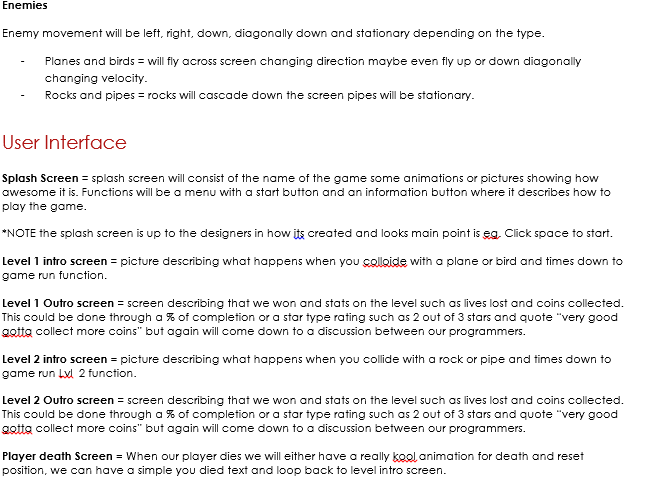 Enemies
Enemy movement will be left, right, down, diagonally down and stationary depending on the type.
- Planes and birds = will fly across screen changing direction maybe even fly up or down diagonally
changing velocity.
- Rocks and pipes = rocks will cascade down the screen pipes will be stationary.
User Interface
Splash Screen = splash screen will consist of the name of the game some animations or pictures showing how
awesome it is. Functions will be a menu with a start button and an information button where it describes how to
play the game.
*NOTE the splash screen is up to the designers in how its created and looks main point is eg. Click space to start.
Level 1 intro screen = picture describing what happens when you colloide with a plane or bird and times down to
game run function.
Level 1 Outro screen = screen describing that we won and stats on the level such as lives lost and coins collected.
This could be done through a % of completion or a star type rating such as 2 out of 3 stars and quote "very good
gotta collect more coins" but again will come down to a discussion between our programmers.
Level 2 intro screen = picture describing what happens when you collide with a rock or pipe and times down to
game run Lvl 2 function.
Level 2 Outro screen = screen describing that we won and stats on the level such as lives lost and coins collected.
This could be done through a % of completion or a star type rating such as 2 out of 3 stars and quote "very good
gotta collect more coins" but again will come down to a discussion between our programmers.
Player death Screen = When our player dies we will either have a really kool animation for death and reset
position, we can have a simple you died text and loop back to level intro screen.